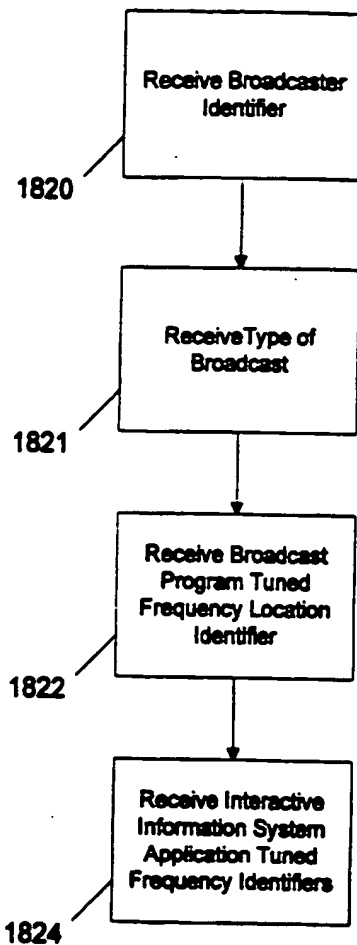 Receive Broadcaster
Identifier
1820
ReceiveType of
Broadcast
1821
Receive Broadcast
Program Tuned
Frequency Location
Identifier
1822
Receive Interactive
Information System
Application Tuned
Frequency Identifiers
1824